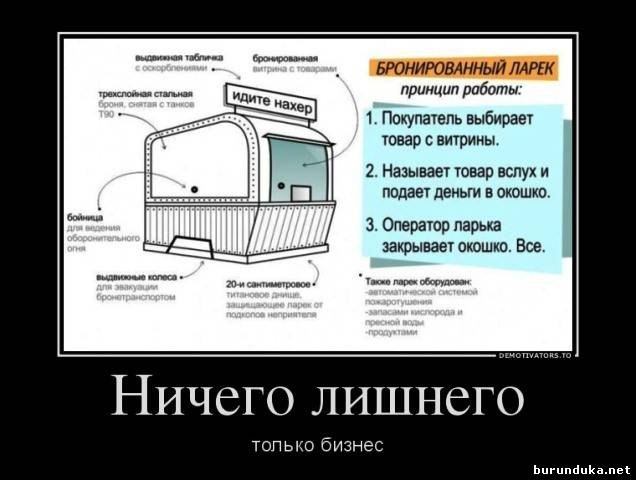 выдвижная табличка
с оскорблениями
бронированная
витрина с товарами
трехслойная стальная
броня, снятая с танков
Т90
идите нахер
бойница
для ведения
оборонительного
огня
выдвижные колеса
для эвакуации
бронетранспортом
20-и сантиметровое
титановое днище,
защищающее ларек от
подкопов неприятеля
БРОНИРОВАННЫЙ ЛАРЕК
принцип работы:
1. Покупатель выбирает
товар с витрины.
2. Называет товар вслух и
подает деньги в окошко.
3. Оператор ларька
закрывает окошко. Все.
Также ларек оборудован:
-автоматической системой
пожаротушения
-запасами кислорода и
пресной воды
-продуктами
DEMOTIVATORS.TO
Ничего лишнего
только бизнес
burunduka.net